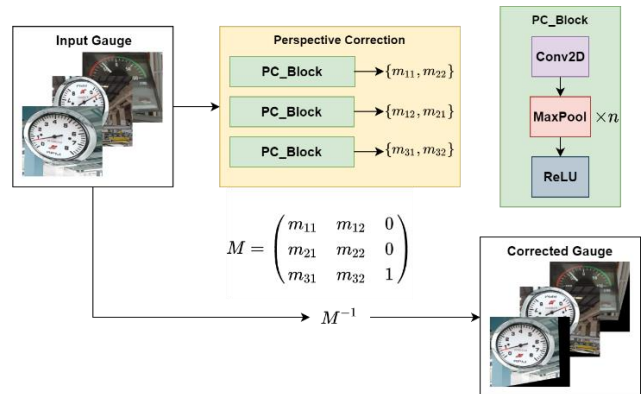 Input Gauge
Perspective Correction
PC_Block
{m11, m22}
PC_Block
{m12, m21}
PC_Block
{m31, m32}
PC_Block
Conv2D
MaxPool
×n
ReLU
M = ( m11 m12 0
m21 m22 0
m31 m32 1 )
M⁻¹
Corrected Gauge